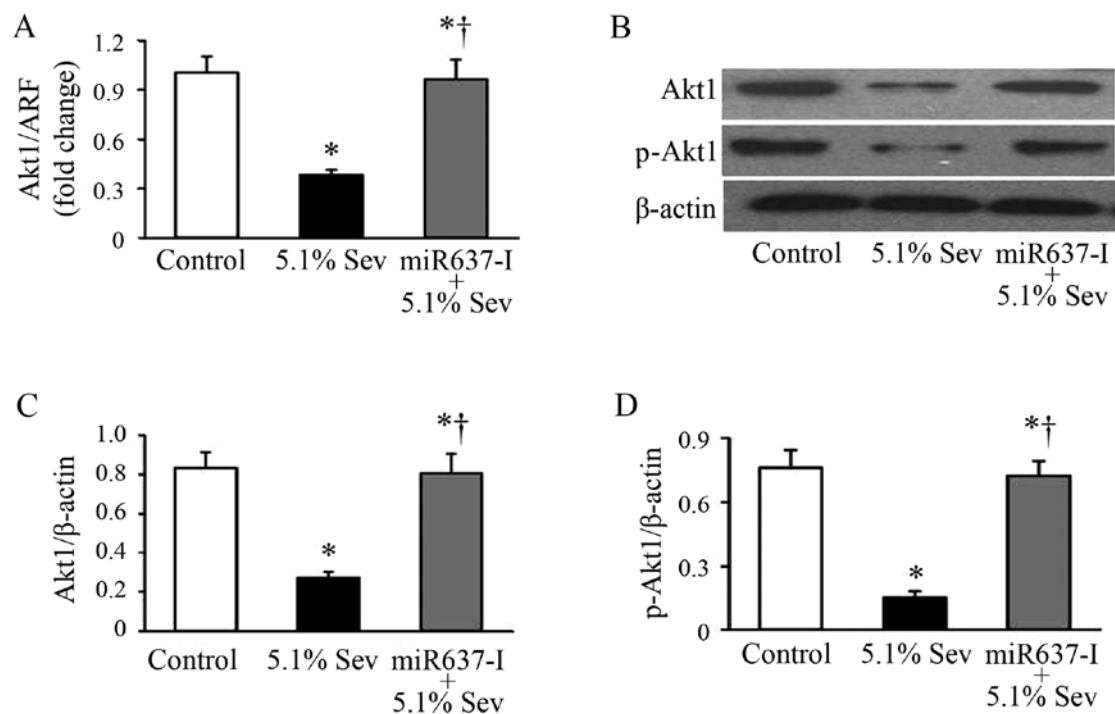 A
Akt1/ARF
(fold change)
1.2
0.9
0.6
0.3
0
*
*†
Control
5.1% Sev
miR637-I
+
5.1% Sev
B
Akt1
p-Akt1
β-actin
Control
5.1% Sev
miR637-I
+
5.1% Sev
C
Akt1/β-actin
1.0
0.8
0.6
0.4
0.2
0
*
*†
Control
5.1% Sev
miR637-I
+
5.1% Sev
D
p-Akt1/β-actin
0.9
0.6
0.3
0
*
*†
Control
5.1% Sev
miR637-I
+
5.1% Sev